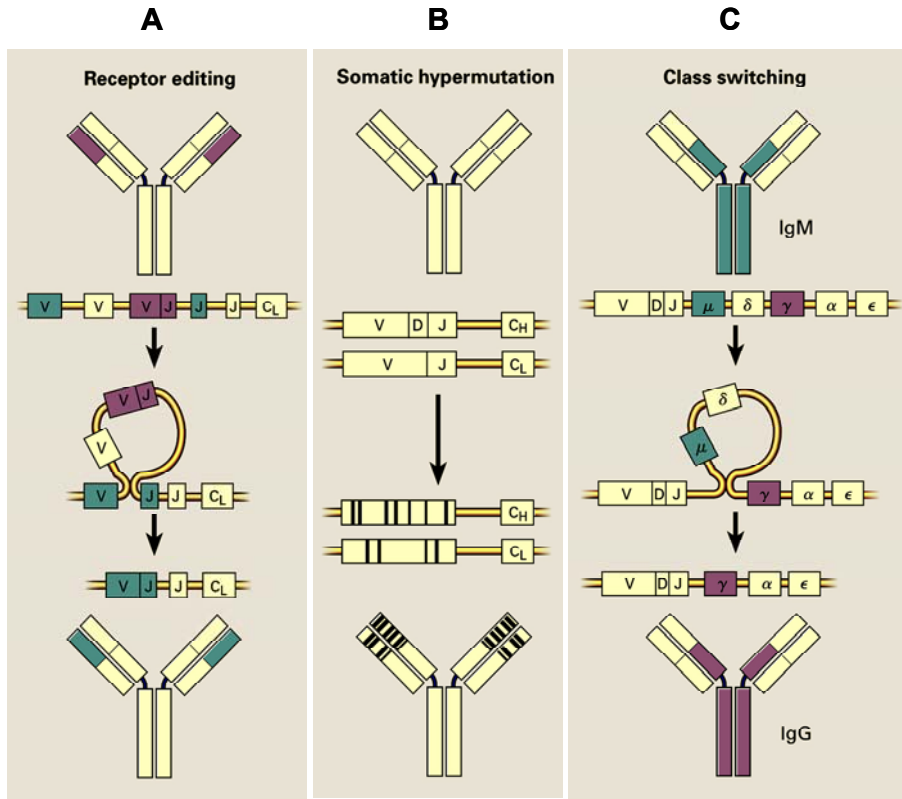 A
B
C
Receptor editing
Somatic hypermutation
Class switching
IgM
V V V J J J CL
V D J CH
V J CL
V D J μ δ γ α ε
V J
V
V J J CL
δ
μ
V D J γ α ε
CH
CL
V J J CL
V D J γ α ε
IgG